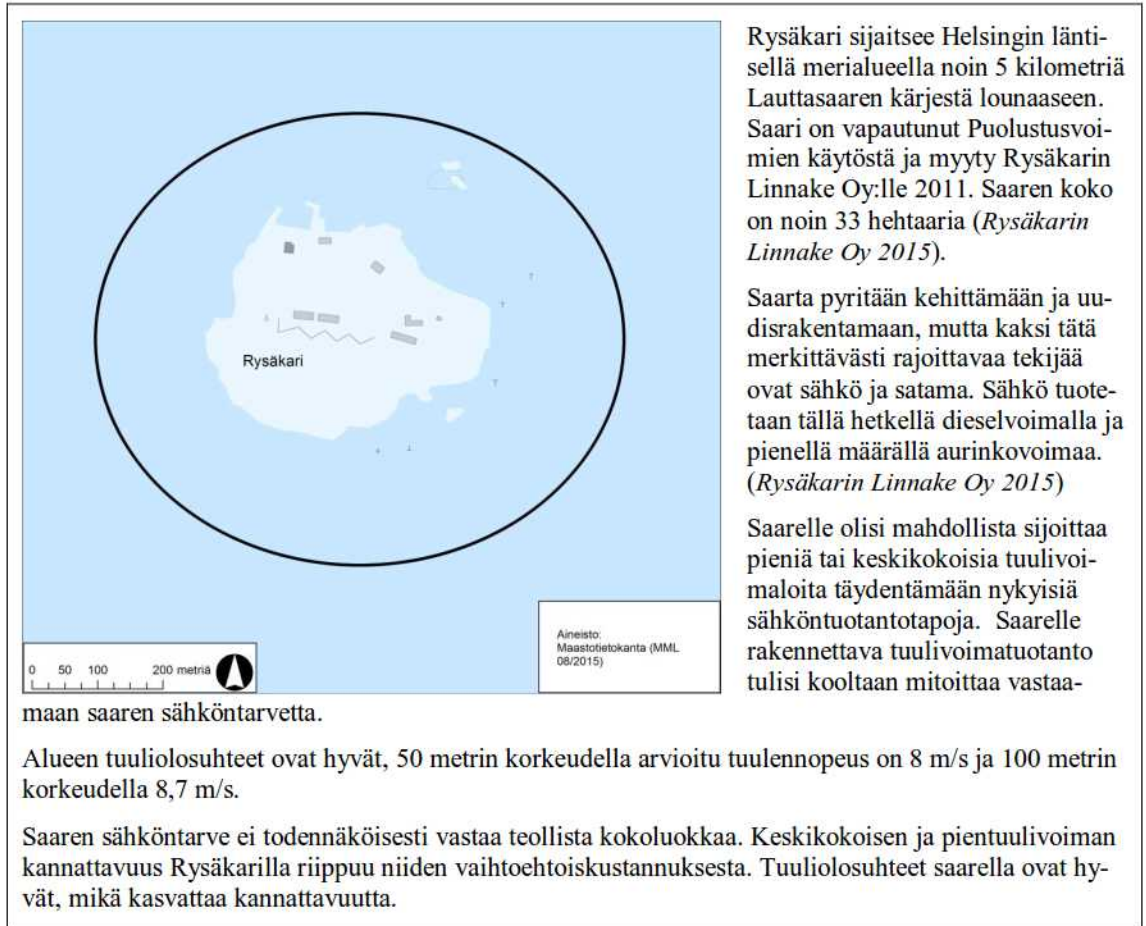 Rysäkari sijaitsee Helsingin länti-
sellä merialueella noin 5 kilometriä
Lauttasaaren kärjestä lounaaseen.
Saari on vapautunut Puolustusvoi-
mien käytöstä ja myyty Rysäkarin
Linnake Oy:lle 2011. Saaren koko
on noin 33 hehtaaria (Rysäkarin
Linnake Oy 2015).
Saarta pyritään kehittämään ja uu-
disrakentamaan, mutta kaksi tätä
merkittävästi rajoittavaa tekijää
ovat sähkö ja satama. Sähkö tuote-
taan tällä hetkellä dieselvoimalla ja
pienellä määrällä aurinkovoimaa.
(Rysäkarin Linnake Oy 2015)
Saarelle olisi mahdollista sijoittaa
pieniä tai keskikokoisia tuulivoi-
maloita täydentämään nykyisiä
sähköntuotantotapoja. Saarelle
rakennettava tuulivoimatuotanto
tulisi kooltaan mitoittaa vastaa-
maan saaren sähköntarvetta.
Alueen tuuliolosuhteet ovat hyvät, 50 metrin korkeudella arvioitu tuulennopeus on 8 m/s ja 100 metrin
korkeudella 8,7 m/s.
Saaren sähköntarve ei todennäköisesti vastaa teollista kokoluokkaa. Keskikokoisen ja pientuulivoiman
kannattavuus Rysäkarilla riippuu niiden vaihtoehtoiskustannuksesta. Tuuliolosuhteet saarella ovat hy-
vät, mikä kasvattaa kannattavuutta.
Rysäkari
0 50 100 200 metriä
Aineisto:
Maastotietokanta (MML
08/2015)